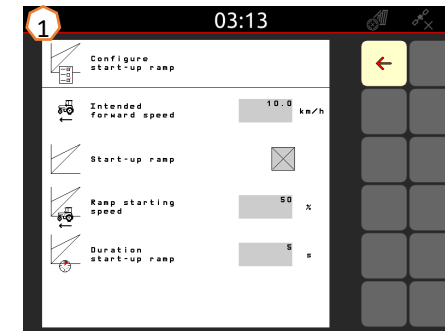 1
03:13
Configure
start-up ramp
Intended
forward speed
10.0
km/h
Start-up ramp
Ramp starting
speed
50
%
Duration
start-up ramp
5
s